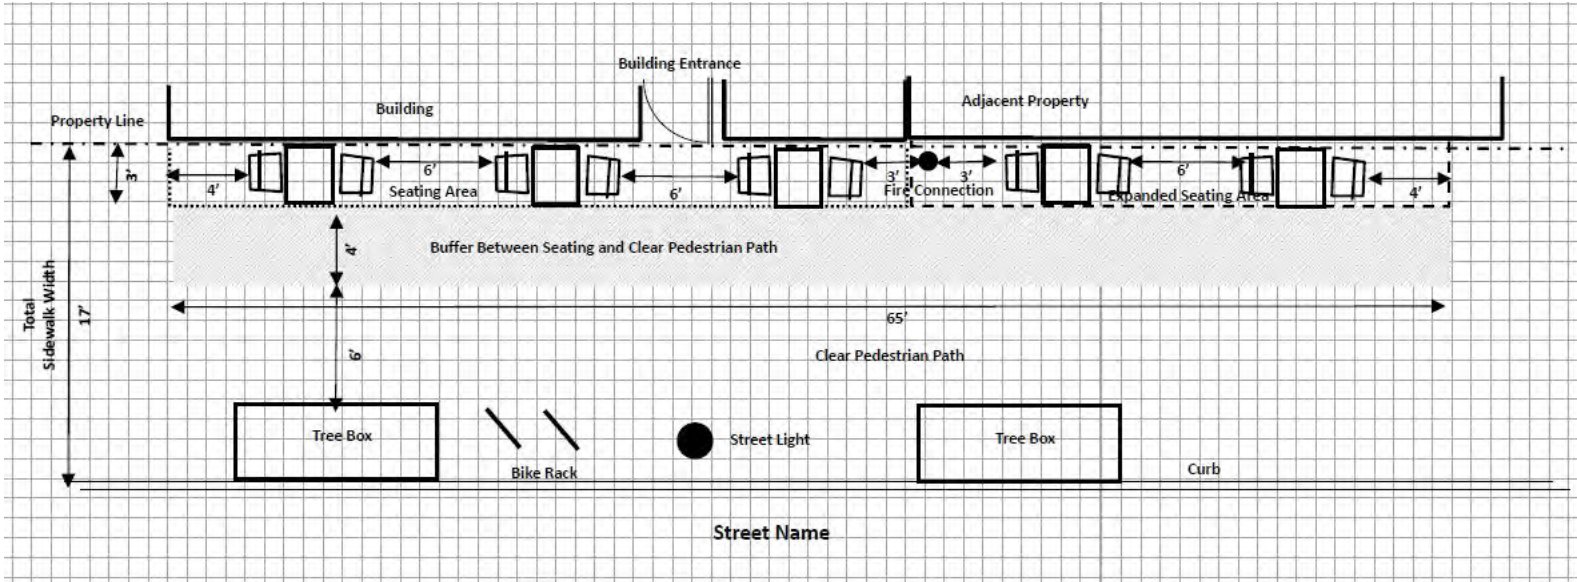 Building Entrance
Building
Adjacent Property
Property Line
3'
4'
6'
Seating Area
6'
3'
Fire Connection
3'
6'
Expanded Seating Area
4'
4'
Buffer Between Seating and Clear Pedestrian Path
Total
Sidewalk Width
17'
65'
6'
Clear Pedestrian Path
Tree Box
Bike Rack
Street Light
Tree Box
Curb
Street Name